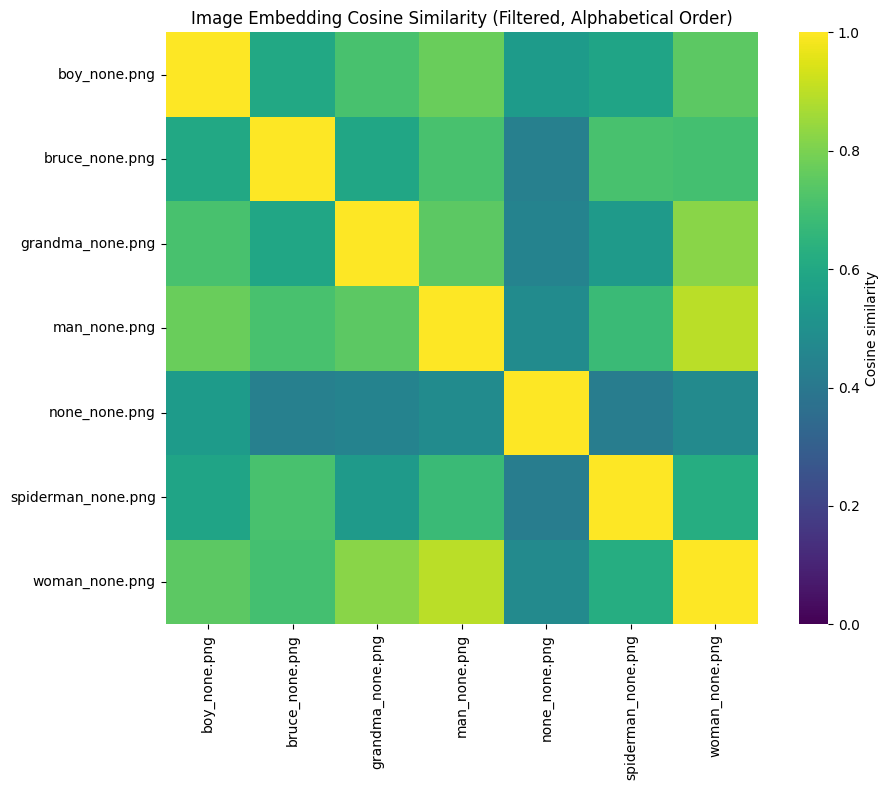 Image Embedding Cosine Similarity (Filtered, Alphabetical Order)
boy_none.png
bruce_none.png
grandma_none.png
man_none.png
none_none.png
spiderman_none.png
woman_none.png
boy_none.png
bruce_none.png
grandma_none.png
man_none.png
none_none.png
spiderman_none.png
woman_none.png
1.0
0.8
0.6
0.4
0.2
0.0
Cosine similarity